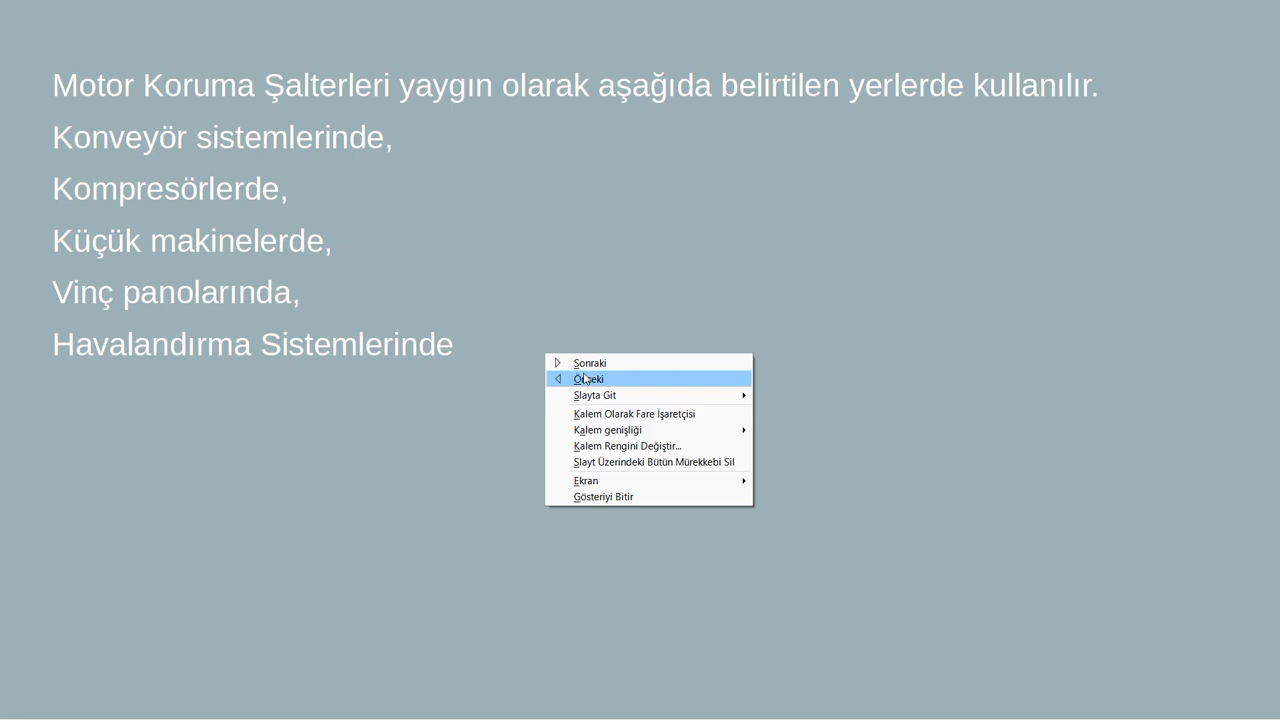 Motor Koruma Şalterleri yaygın olarak aşağıda belirtilen yerlerde kullanılır.
Konveyör sistemlerinde,
Kompresörlerde,
Küçük makinelerde,
Vinç panolarında,
Havalandırma Sistemlerinde
Sonraki
Önceki
Slayta Git
Kalem Olarak Fare İşaretçisi
Kalem genişliği
Kalem Rengini Değiştir...
Slayt Üzerindeki Bütün Mürekkebi Sil
Ekran
Gösteriyi Bitir